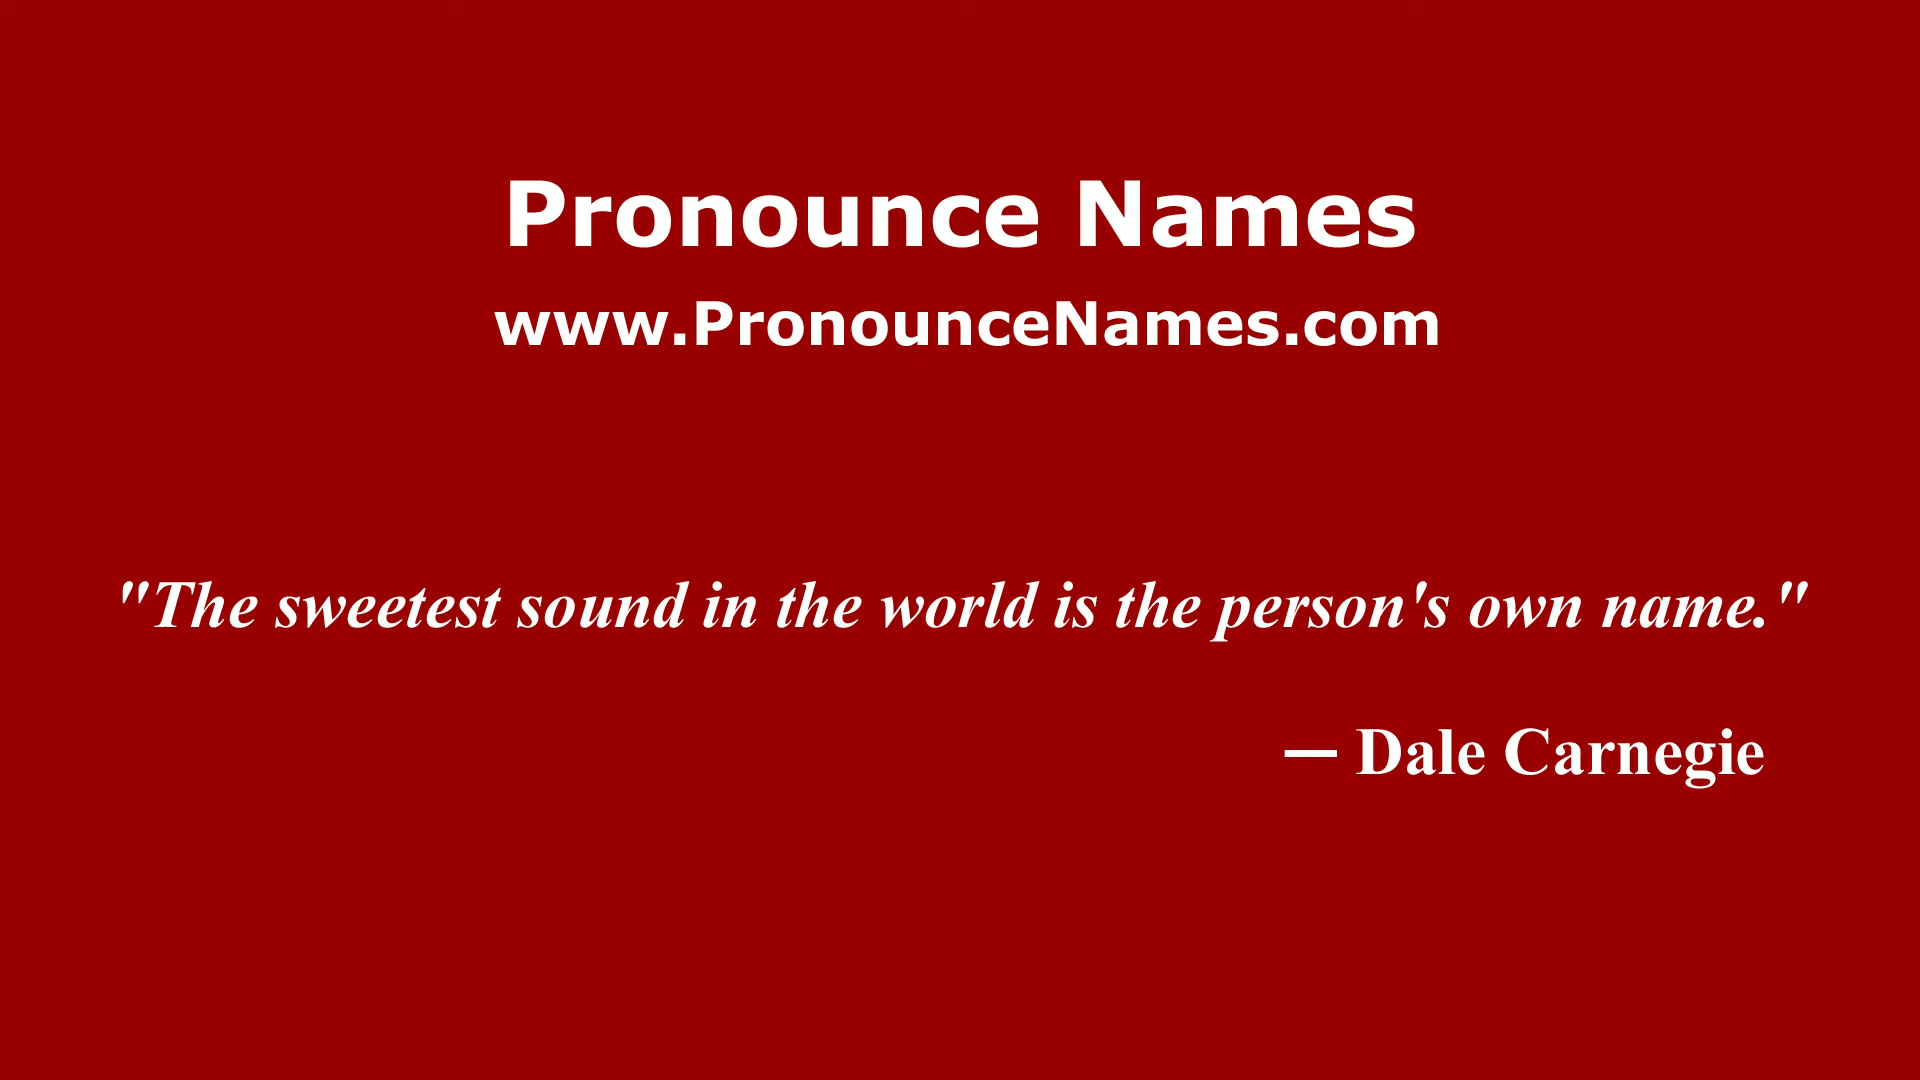 Pronounce Names
www.PronounceNames.com
"The sweetest sound in the world is the person's own name."
— Dale Carnegie